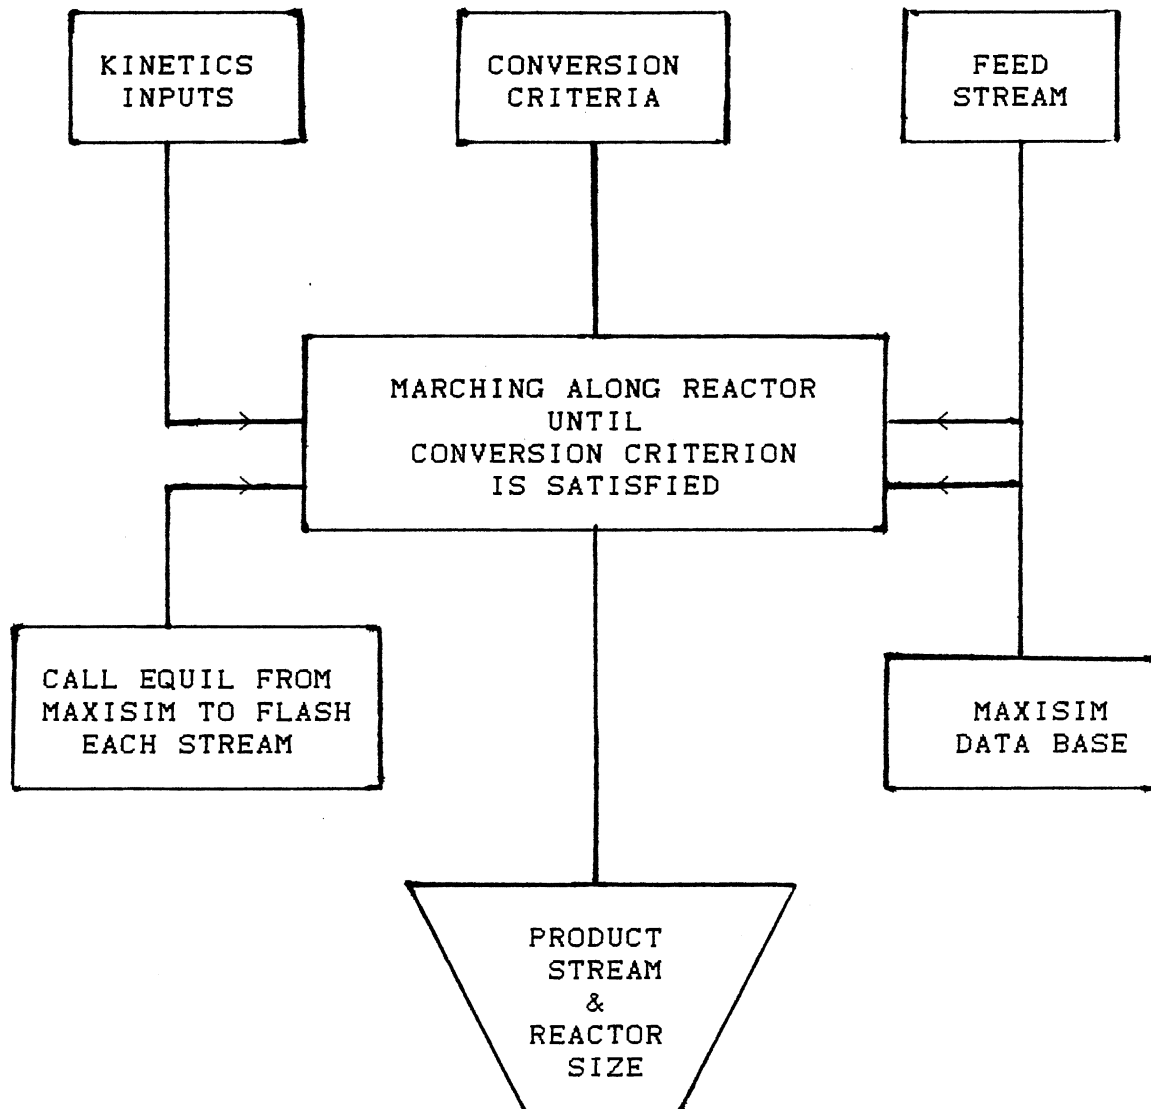 KINETICS
INPUTS
CONVERSION
CRITERIA
FEED
STREAM
MARCHING ALONG REACTOR
UNTIL
CONVERSION CRITERION
IS SATISFIED
CALL EQUIL FROM
MAXISIM TO FLASH
EACH STREAM
MAXISIM
DATA BASE
PRODUCT
STREAM
&
REACTOR
SIZE